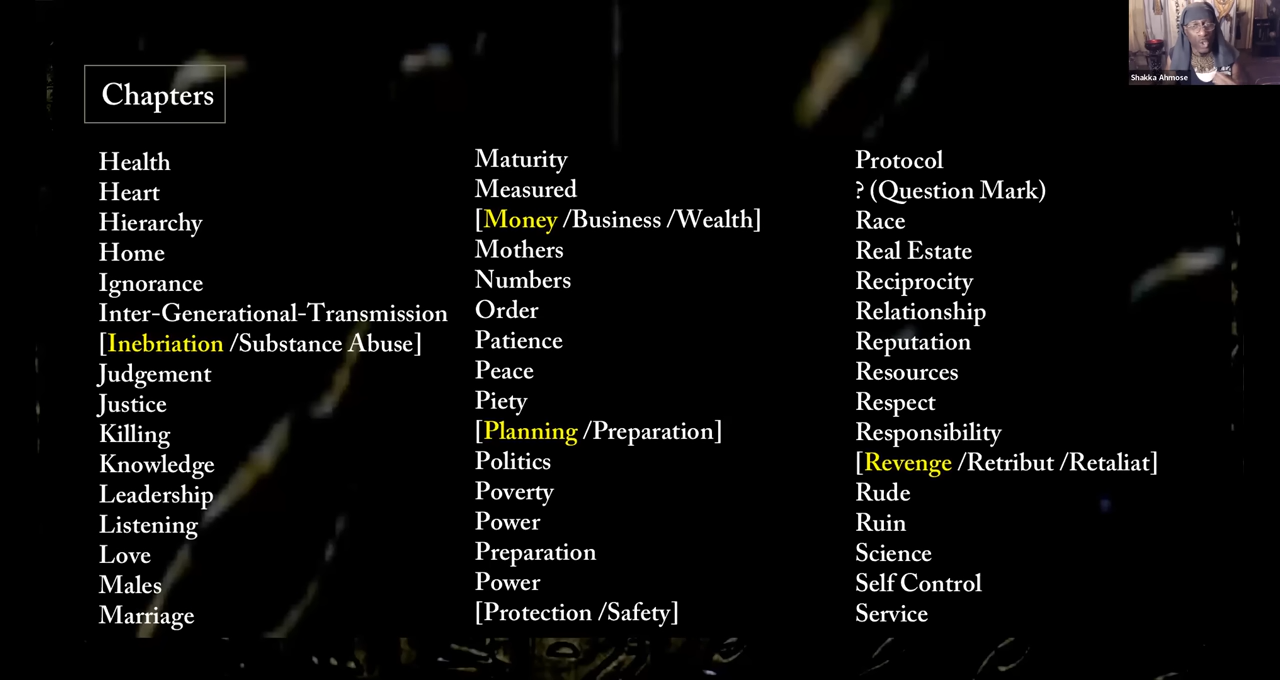 Chapters
Health
Heart
Hierarchy
Home
Ignorance
Inter-Generational-Transmission
[Inebriation /Substance Abuse]
Judgement
Justice
Killing
Knowledge
Leadership
Listening
Love
Males
Marriage
Maturity
Measured
[Money /Business /Wealth]
Mothers
Numbers
Order
Patience
Peace
Piety
[Planning /Preparation]
Politics
Poverty
Power
Preparation
Power
[Protection /Safety]
Protocol
? (Question Mark)
Race
Real Estate
Reciprocity
Relationship
Reputation
Resources
Respect
Responsibility
[Revenge /Retribut /Retaliat]
Rude
Ruin
Science
Self Control
Service
Shakka Ahmose